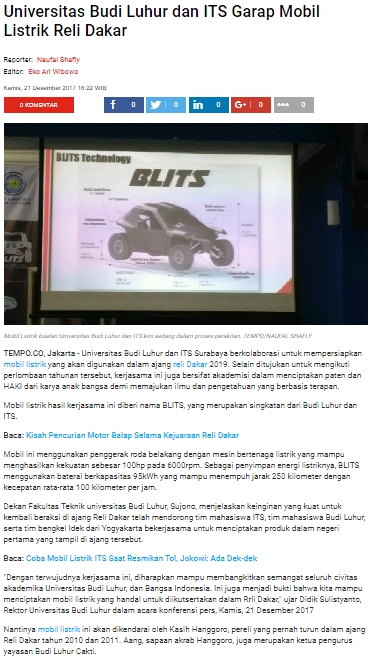 Universitas Budi Luhur dan ITS Garap Mobil
Listrik Reli Dakar
Reporter: Naufal Shafly
Editor: Eko Ari Wibowo
Kamis, 21 Desember 2017 18:22 WIB
0 KOMENTAR
0
0
0
G+ 0
0
BLITS Technology
BLITS
Mobil Listrik buatan Universitas Budi Luhur dan ITS kini sedang dalam proses perakitan. TEMPO/NAUFAL SHAFLY
TEMPO.CO, Jakarta - Universitas Budi Luhur dan ITS Surabaya berkolaborasi untuk mempersiapkan
mobil listrik yang akan digunakan dalam ajang reli Dakar 2019. Selain ditujukan untuk mengikuti
perlombaan tahunan tersebut, kerjasama ini juga bersifat akademisi dalam menciptakan paten dan
HAKI dari karya anak bangsa demi memajukan ilmu dan pengetahuan yang berbasis terapan.
Mobil listrik hasil kerjasama ini diberi nama BLITS, yang merupakan singkatan dari Budi Luhur dan
ITS.
Baca: Kisah Pencurian Motor Balap Selama Kejuaraan Reli Dakar
Mobil ini menggunakan penggerak roda belakang dengan mesin bertenaga listrik yang mampu
menghasilkan kekuatan sebesar 100hp pada 6000rpm. Sebagai penyimpan energi listriknya, BLITS
menggunakan baterai berkapasitas 95kWh yang mampu menempuh jarak 250 kilometer dengan
kecepatan rata-rata 100 kilometer per jam.
Dekan Fakultas Teknik universitas Budi Luhur, Sujono, menjelaskan keinginan yang kuat untuk
kembali beraksi di ajang Reli Dakar telah mendorong tim mahasiswa ITS, tim mahasiswa Budi Luhur,
serta tim bengkel Idek dari Yogyakarta bekerjasama untuk menciptakan produk dalam negeri
pertama yang tampil di ajang tersebut.
Baca: Coba Mobil Listrik ITS Saat Resmikan Tol, Jokowi: Ada Dek-dek
"Dengan terwujudnya kerjasama ini, diharapkan mampu membangkitkan semangat seluruh civitas
akademika Universitas Budi Luhur, dan Bangsa Indonesia. Ini juga menjadi bukti bahwa kita mampu
menciptakan mobil listrik yang handal untuk diikutsertakan dalam Rrli Dakar," ujar Didik Sulistyanto,
Rektor Universitas Budi Luhur dalam acara konferensi pers, Kamis, 21 Desember 2017
Nantinya mobil listrik ini akan dikendarai oleh Kasih Hanggoro, pereli yang pernah turun dalam ajang
Reli Dakar tahun 2010 dan 2011. Aang, sapaan akrab Hanggoro, juga merupakan ketua pengurus
yayasan Budi Luhur Cakti.